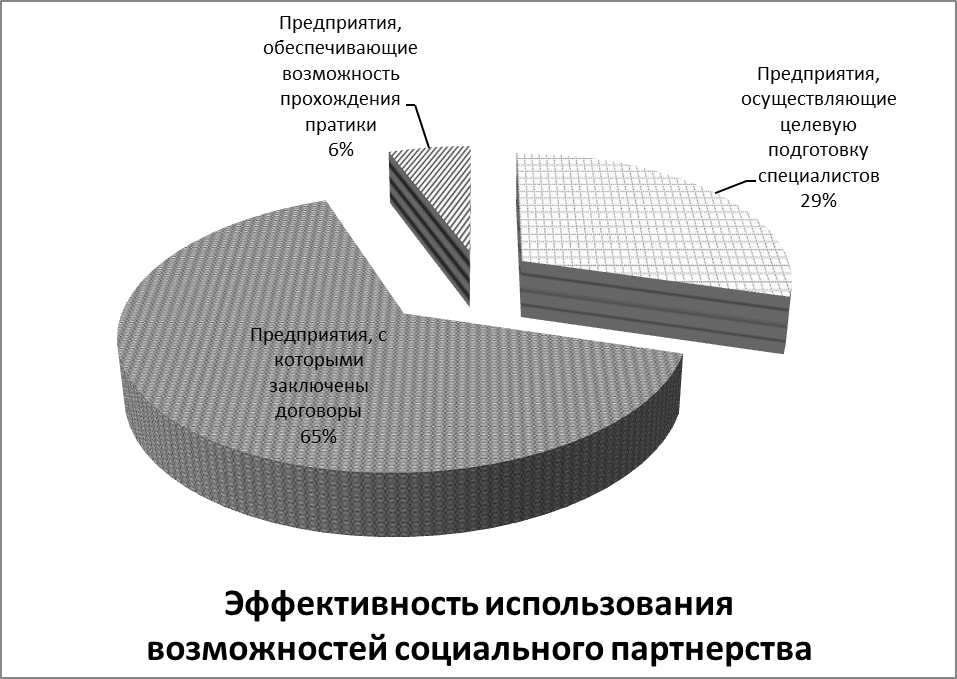 Предприятия,
обеспечивающие
возможность
прохождения
пратики
6%
Предприятия,
осуществляющие
целевую
подготовку
специалистов
29%
Предприятия, с
которыми
заключены
договоры
65%
Эффективность использования
возможностей социального партнерства